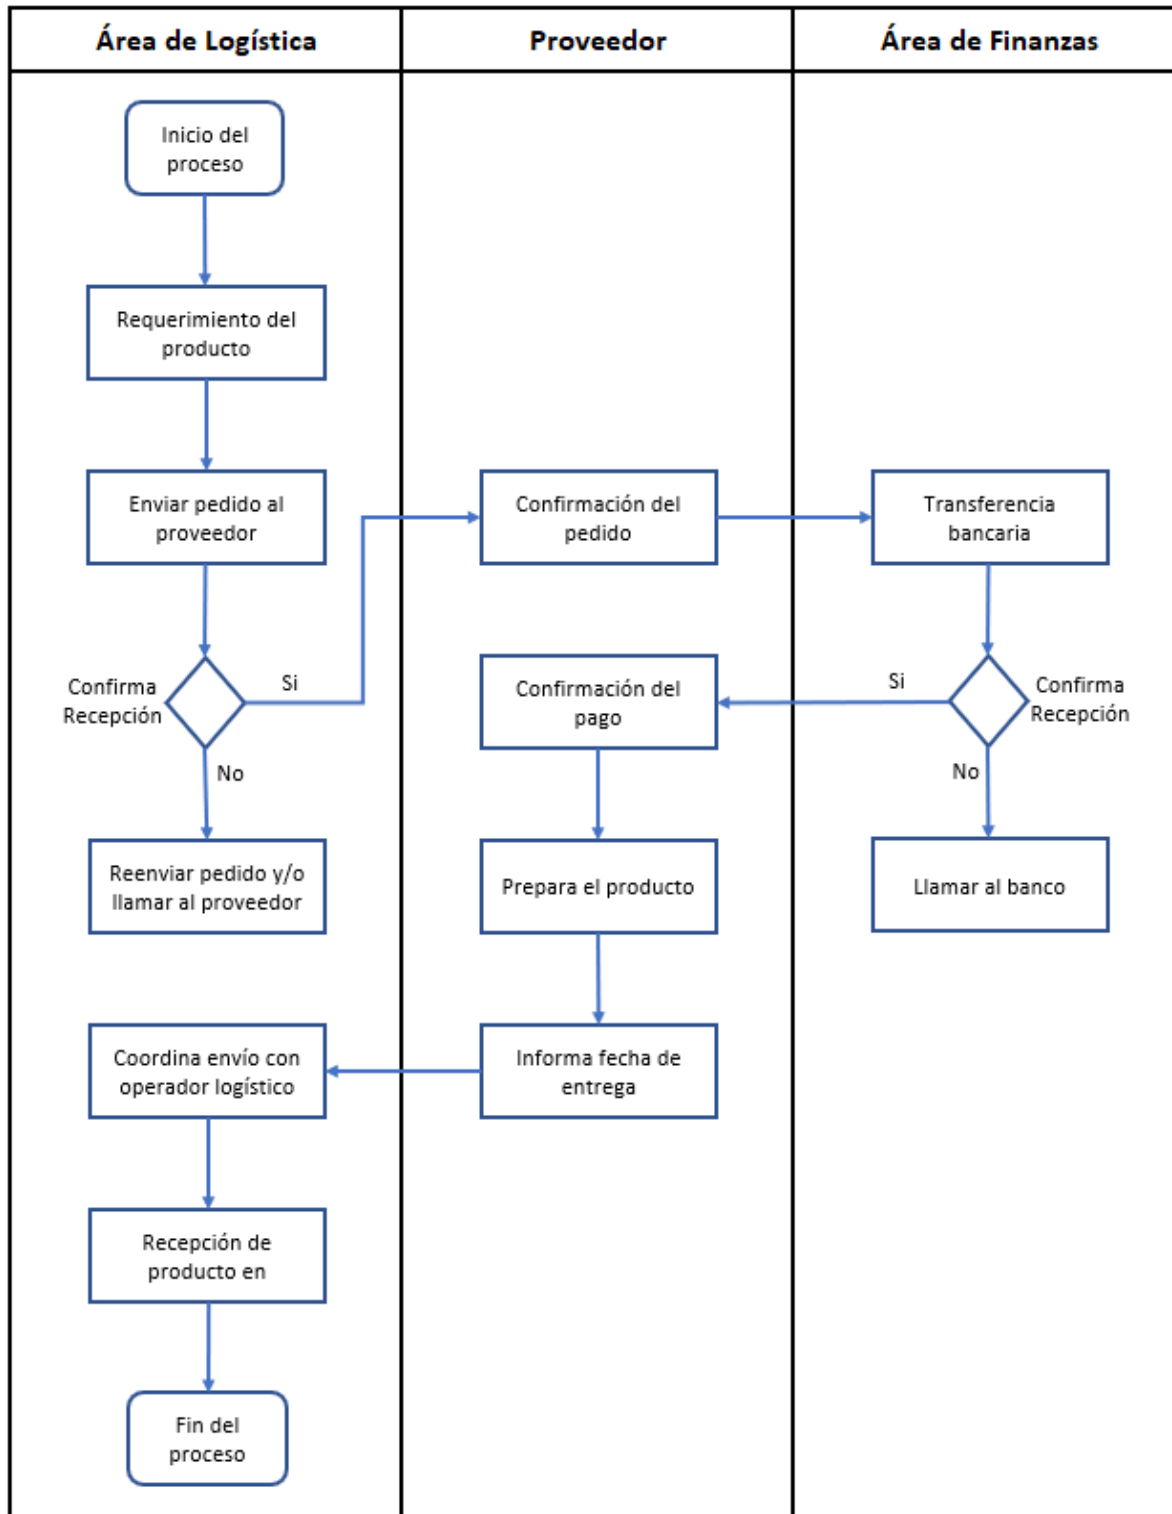 Área de Logística
Proveedor
Área de Finanzas
Inicio del
proceso
Requerimiento del
producto
Enviar pedido al
proveedor
Confirmación del
pedido
Transferencia
bancaria
Confirma
Recepción
Si
No
Confirmación del
pago
Si
Confirma
Recepción
No
Reenviar pedido y/o
llamar al proveedor
Prepara el producto
Llamar al banco
Coordina envío con
operador logístico
Informa fecha de
entrega
Recepción de
producto en
Fin del
proceso